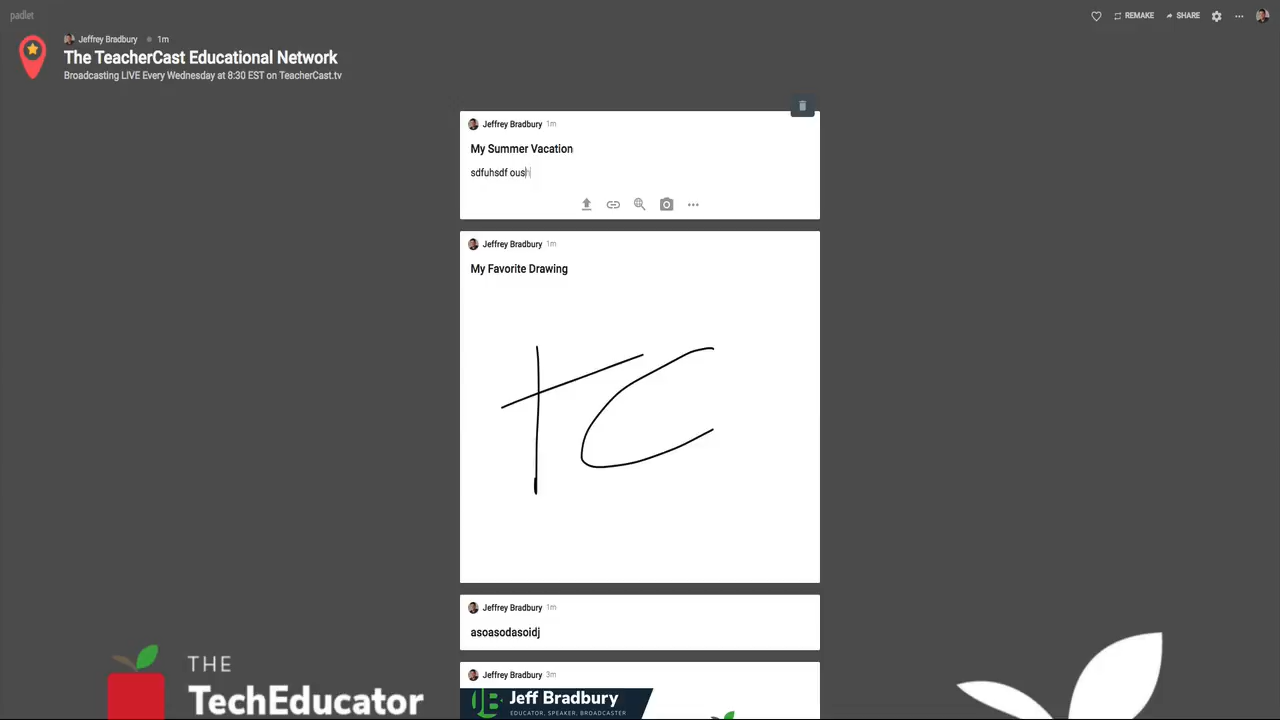 padlet
REMAKE
SHARE
Jeffrey Bradbury 1m
The TeacherCast Educational Network
Broadcasting LIVE Every Wednesday at 8:30 EST on TeacherCast.tv
Jeffrey Bradbury 1m
My Summer Vacation
sdfuhsdf oush
Jeffrey Bradbury 1m
My Favorite Drawing
TC
Jeffrey Bradbury 1m
asoasodasoidj
Jeffrey Bradbury 3m
Jeff Bradbury
EDUCATOR, SPEAKER, BROADCASTER
THE
TechEducator